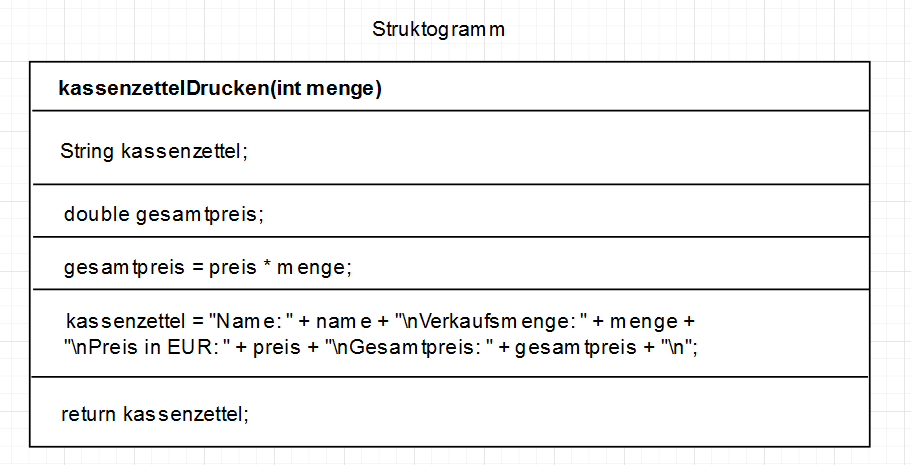 Struktogramm
kassenzettelDrucken(int menge)
String kassenzettel;
double gesamtpreis;
gesamtpreis = preis * menge;
kassenzettel = "Name: " + name + "\nVerkaufsmenge: " + menge +
"\nPreis in EUR: " + preis + "\nGesamtpreis: " + gesamtpreis + "\n";
return kassenzettel;